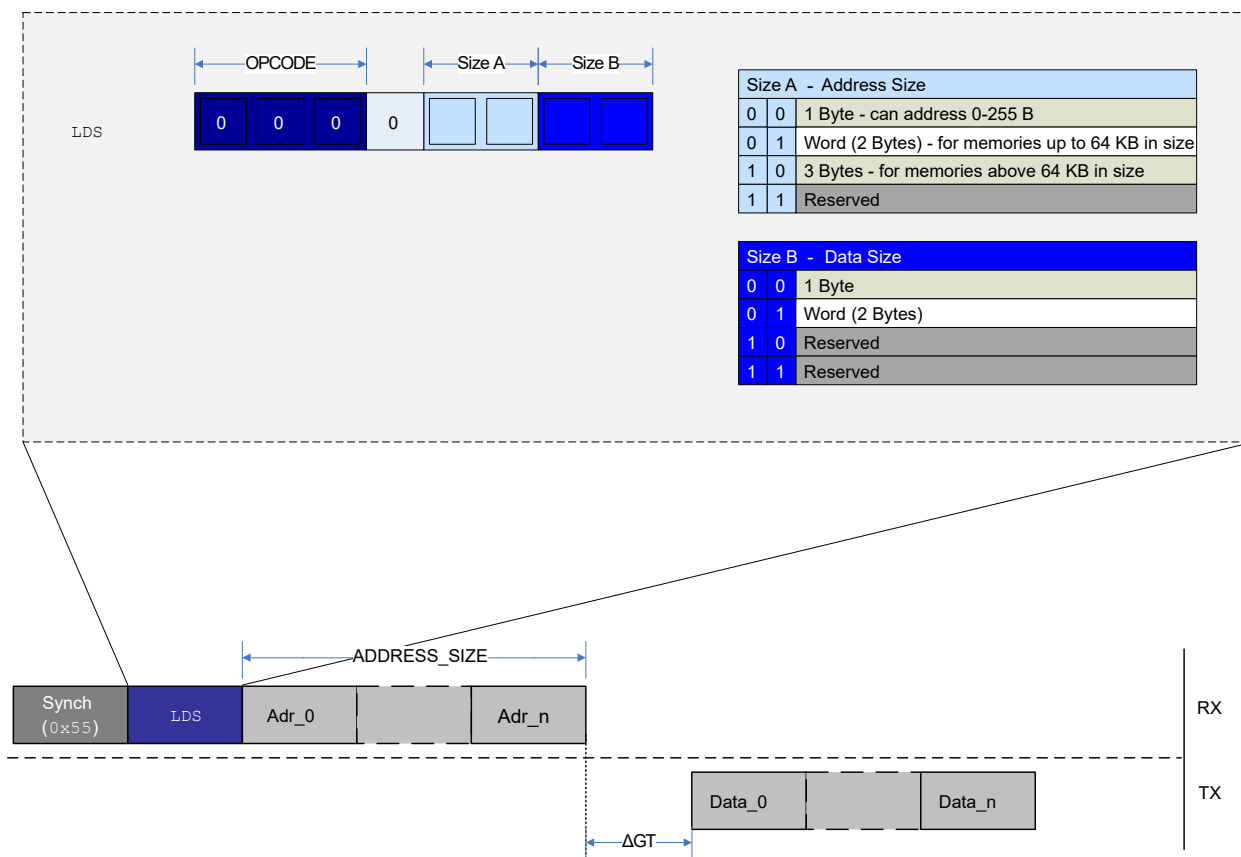 OPCODE Size A Size B
LDS 0 0 0 0
Size A - Address Size
0 0 1 Byte - can address 0-255 B
0 1 Word (2 Bytes) - for memories up to 64 KB in size
1 0 3 Bytes - for memories above 64 KB in size
1 1 Reserved
Size B - Data Size
0 0 1 Byte
0 1 Word (2 Bytes)
1 0 Reserved
1 1 Reserved
ADDRESS_SIZE
Synch
(0x55)
LDS
Adr_0
Adr_n
RX
Data_0
Data_n
TX
ΔGT